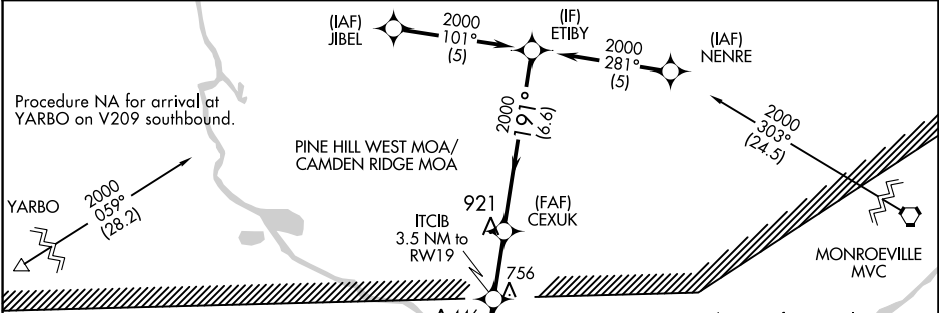 (IAF)
JIBEL
2000
101°
(5)
(IF)
ETIBY
2000
281°
(5)
(IAF)
NENRE
Procedure NA for arrival at
YARBO on V209 southbound.
2000
191°
(6.6)
2000
303°
(24.5)
PINE HILL WEST MOA/
CAMDEN RIDGE MOA
YARBO
2000
059°
(28.2)
921
(FAF)
CEXUK
ITCIB
3.5 NM to
RW19
756
MONROEVILLE
MVC